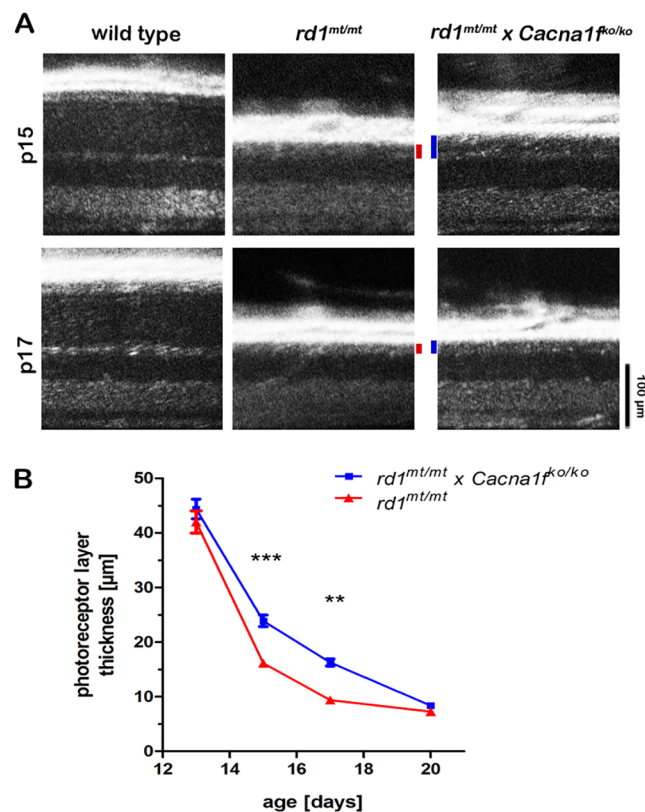 A
wild type
rd1mt/mt
rd1mt/mt x Cacna1fko/ko
p15
p17
100 µm
B
photoreceptor layer
thickness [µm]
50
40
30
20
10
0
12
14
16
18
20
age [days]
rd1mt/mt x Cacna1fko/ko
rd1mt/mt
***
**